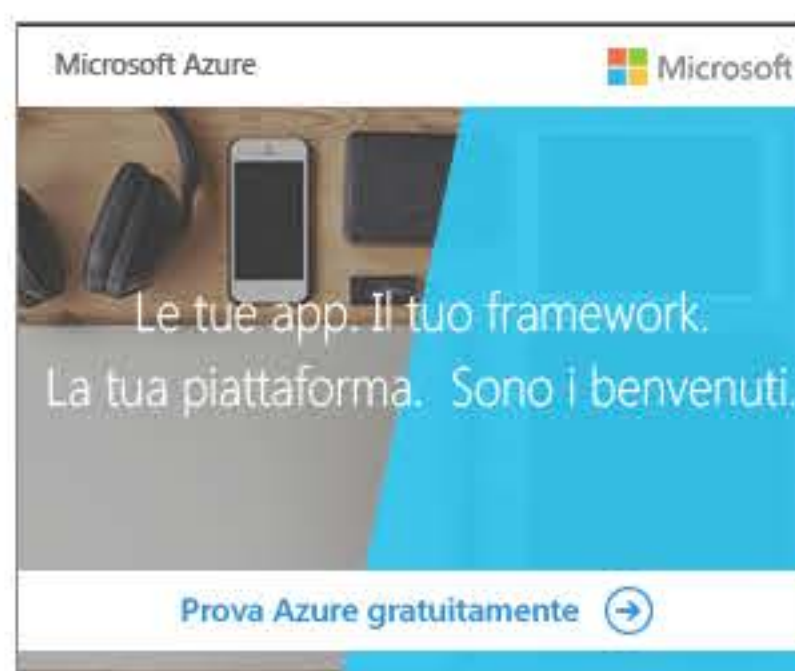 Microsoft Azure
Microsoft
Le tue app. Il tuo framework.
La tua piattaforma. Sono i benvenuti.
Prova Azure gratuitamente